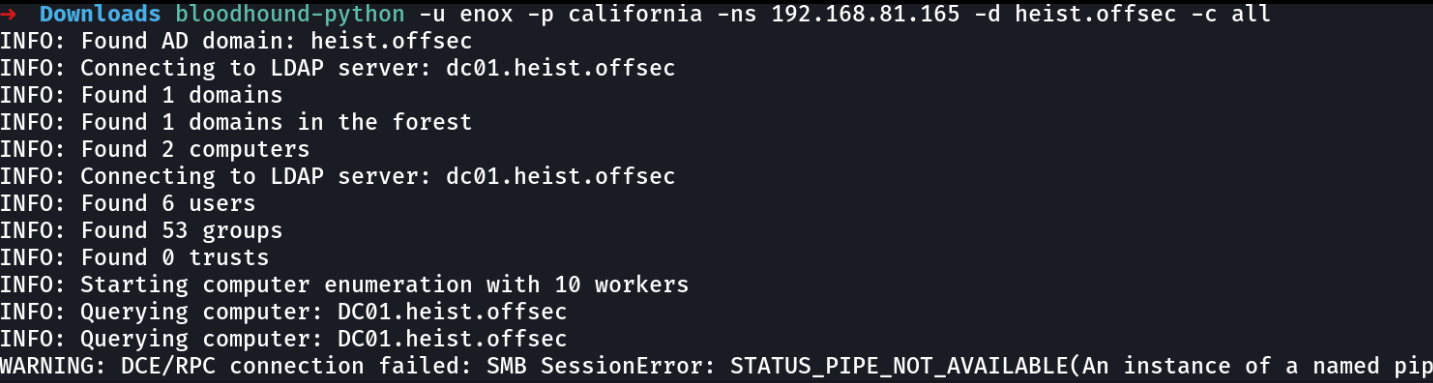 → Downloads bloodhound-python -u enox -p california -ns 192.168.81.165 -d heist.offsec -c all
INFO: Found AD domain: heist.offsec
INFO: Connecting to LDAP server: dc01.heist.offsec
INFO: Found 1 domains
INFO: Found 1 domains in the forest
INFO: Found 2 computers
INFO: Connecting to LDAP server: dc01.heist.offsec
INFO: Found 6 users
INFO: Found 53 groups
INFO: Found 0 trusts
INFO: Starting computer enumeration with 10 workers
INFO: Querying computer: DC01.heist.offsec
INFO: Querying computer: DC01.heist.offsec
WARNING: DCE/RPC connection failed: SMB SessionError: STATUS_PIPE_NOT_AVAILABLE(An instance of a named pip